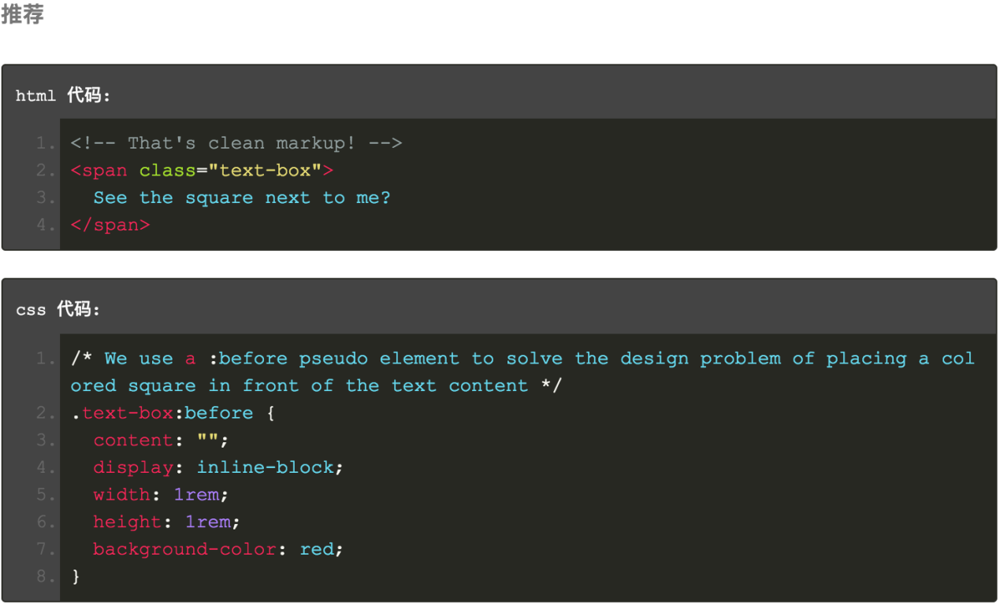 推荐
html 代码:
1. <!-- That's clean markup! -->
2. <span class="text-box">
3.   See the square next to me?
4. </span>
css 代码:
1. /* We use a :before pseudo element to solve the design problem of placing a col
ored square in front of the text content */
2. .text-box:before {
3.   content: "";
4.   display: inline-block;
5.   width: 1rem;
6.   height: 1rem;
7.   background-color: red;
8. }